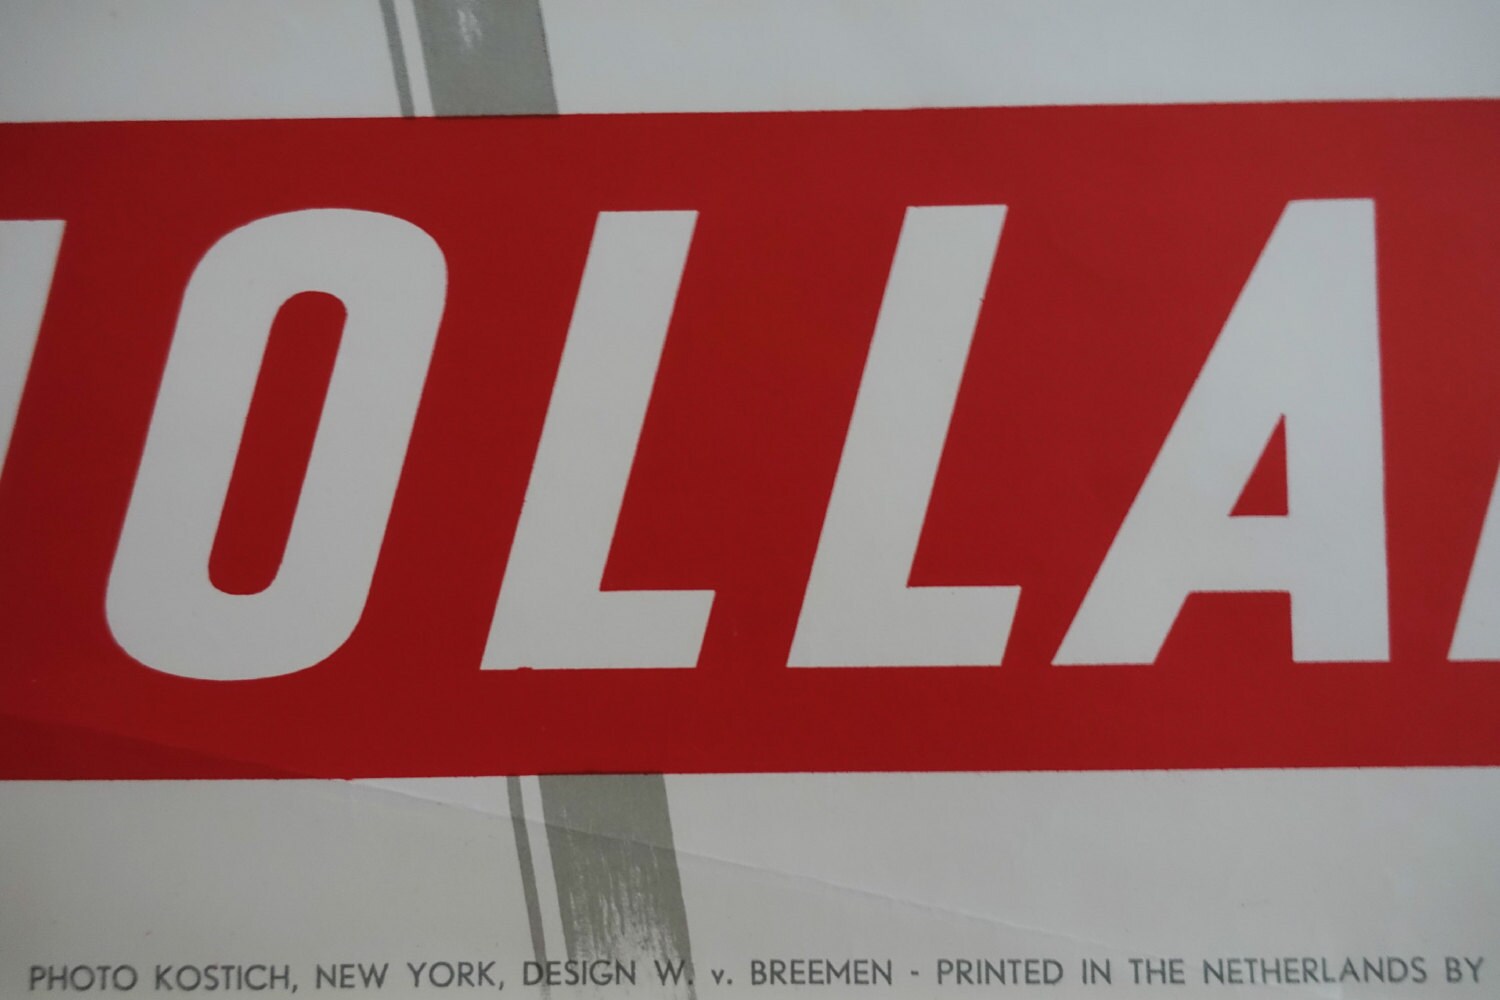 OLLA
PHOTO KOSTICH, NEW YORK, DESIGN W. v. BREEMEN - PRINTED IN THE NETHERLANDS BY